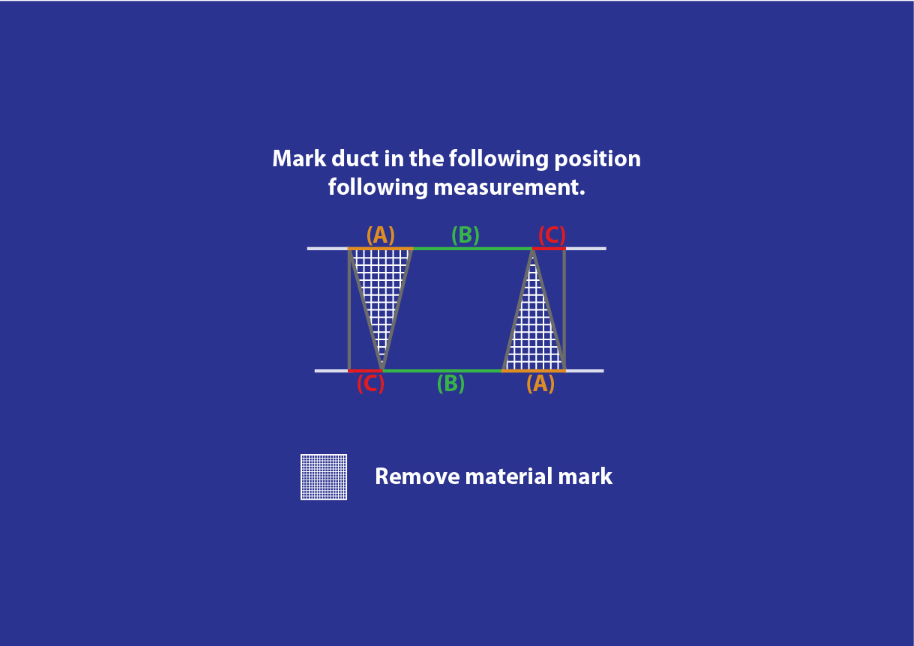 Mark duct in the following position
following measurement.
(A) (B) (C)
(C) (B) (A)
Remove material mark